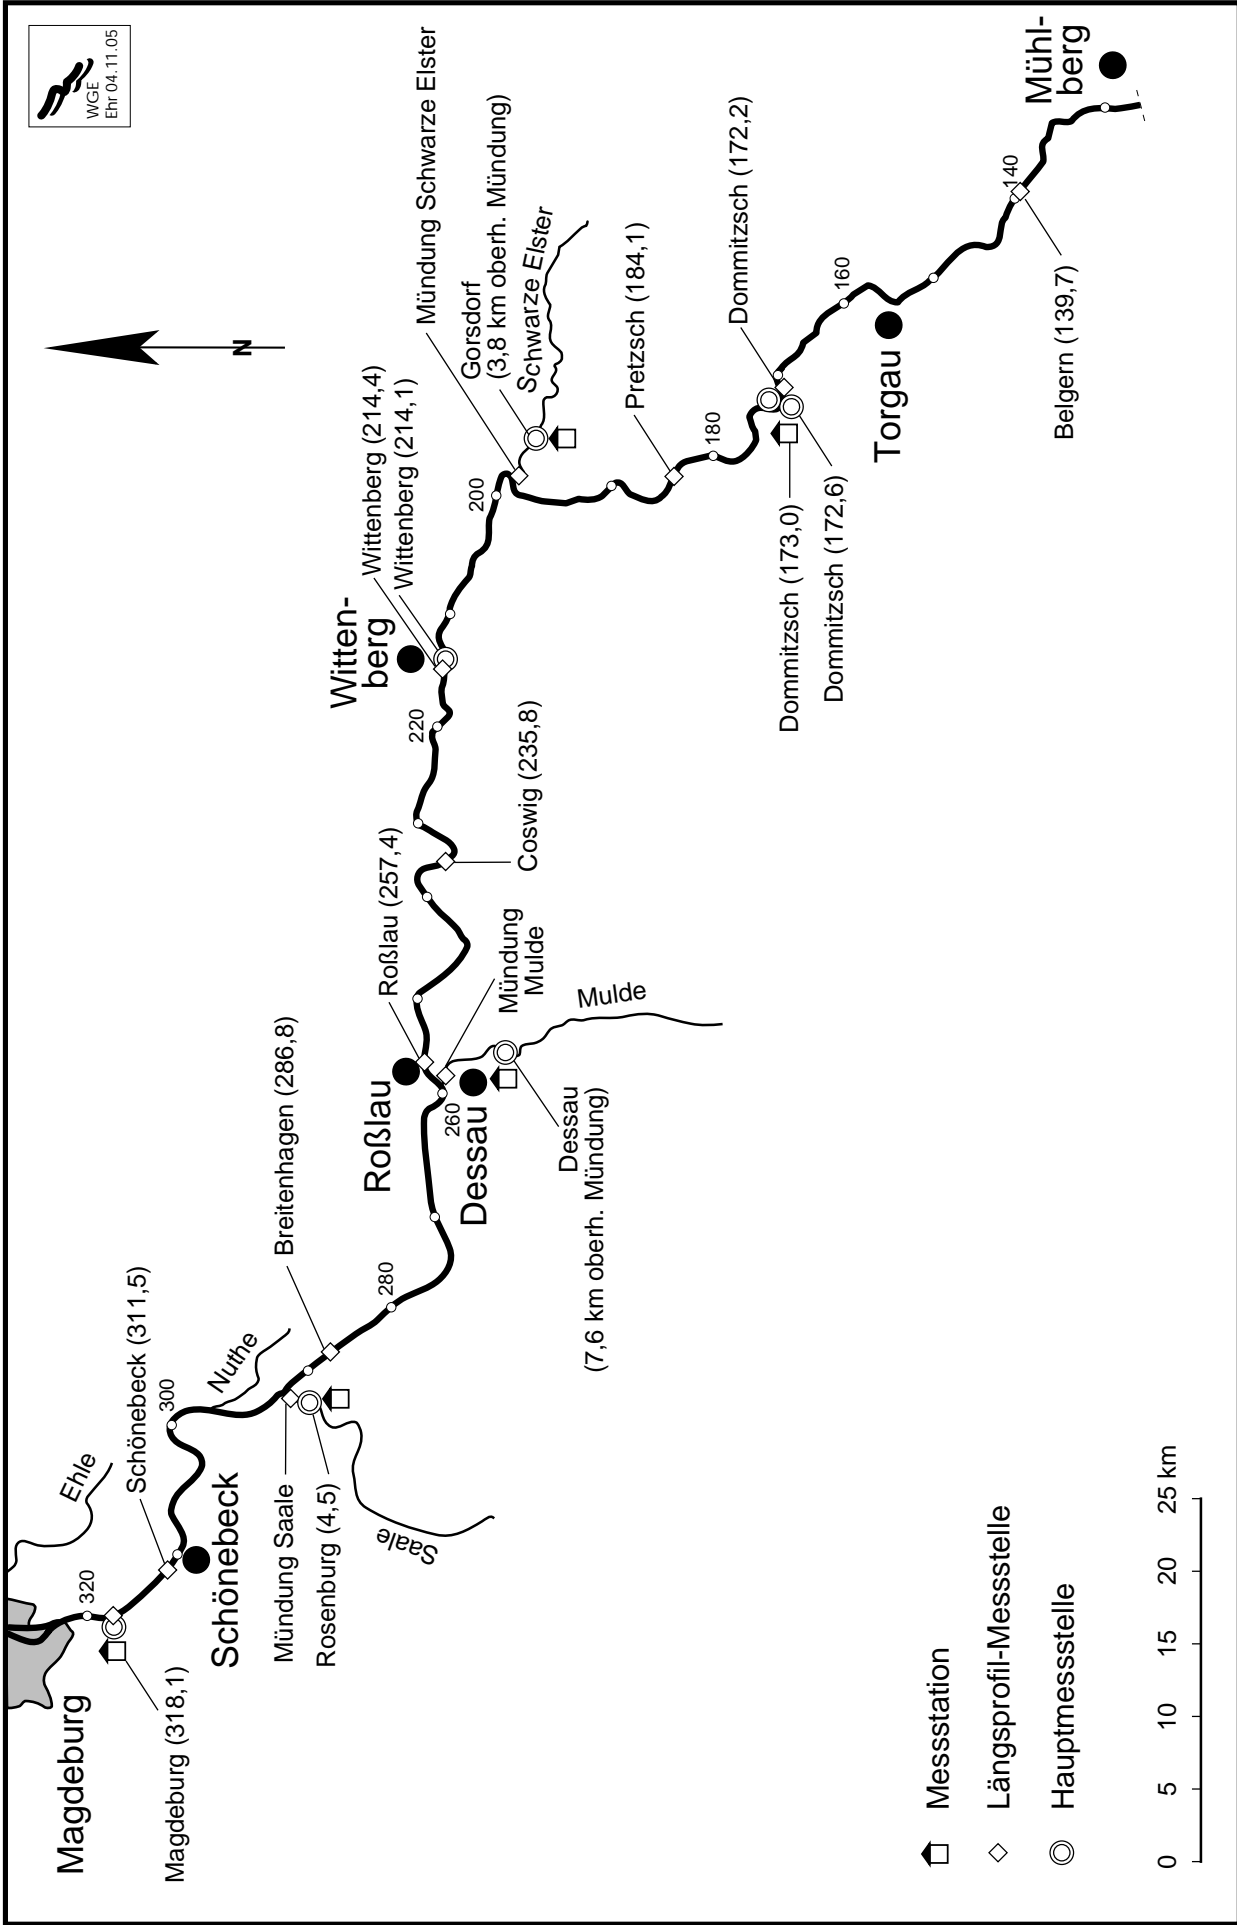 WGE
Ehr 04.11.05
N
Magdeburg
Magdeburg (318,1)
320
Ehle
Schönebeck (311,5)
Schönebeck
300
Nuthe
Mündung Saale
Rosenburg (4,5)
Saale
Breitenhagen (286,8)
280
Roßlau
Roßlau (257,4)
260
Dessau
Dessau
(7,6 km oberh. Mündung)
Mündung
Mulde
Mulde
Coswig (235,8)
220
Witten-
berg
Wittenberg (214,4)
Wittenberg (214,1)
200
Mündung Schwarze Elster
Gorsdorf
(3,8 km oberh. Mündung)
Schwarze Elster
Pretzsch (184,1)
180
Dommitzsch (172,2)
Dommitzsch (173,0)
Dommitzsch (172,6)
160
Torgau
140
Belgern (139,7)
Mühl-
berg
Messstation
Längsprofil-Messstelle
Hauptmessstelle
0 5 10 15 20 25 km